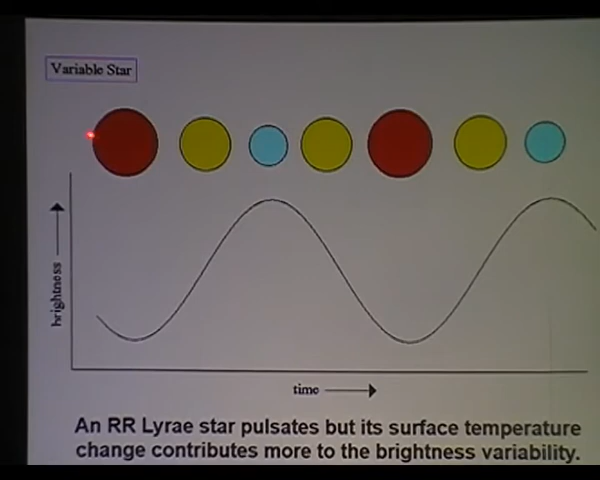 Variable Star
brightness
time
An RR Lyrae star pulsates but its surface temperature
change contributes more to the brightness variability.